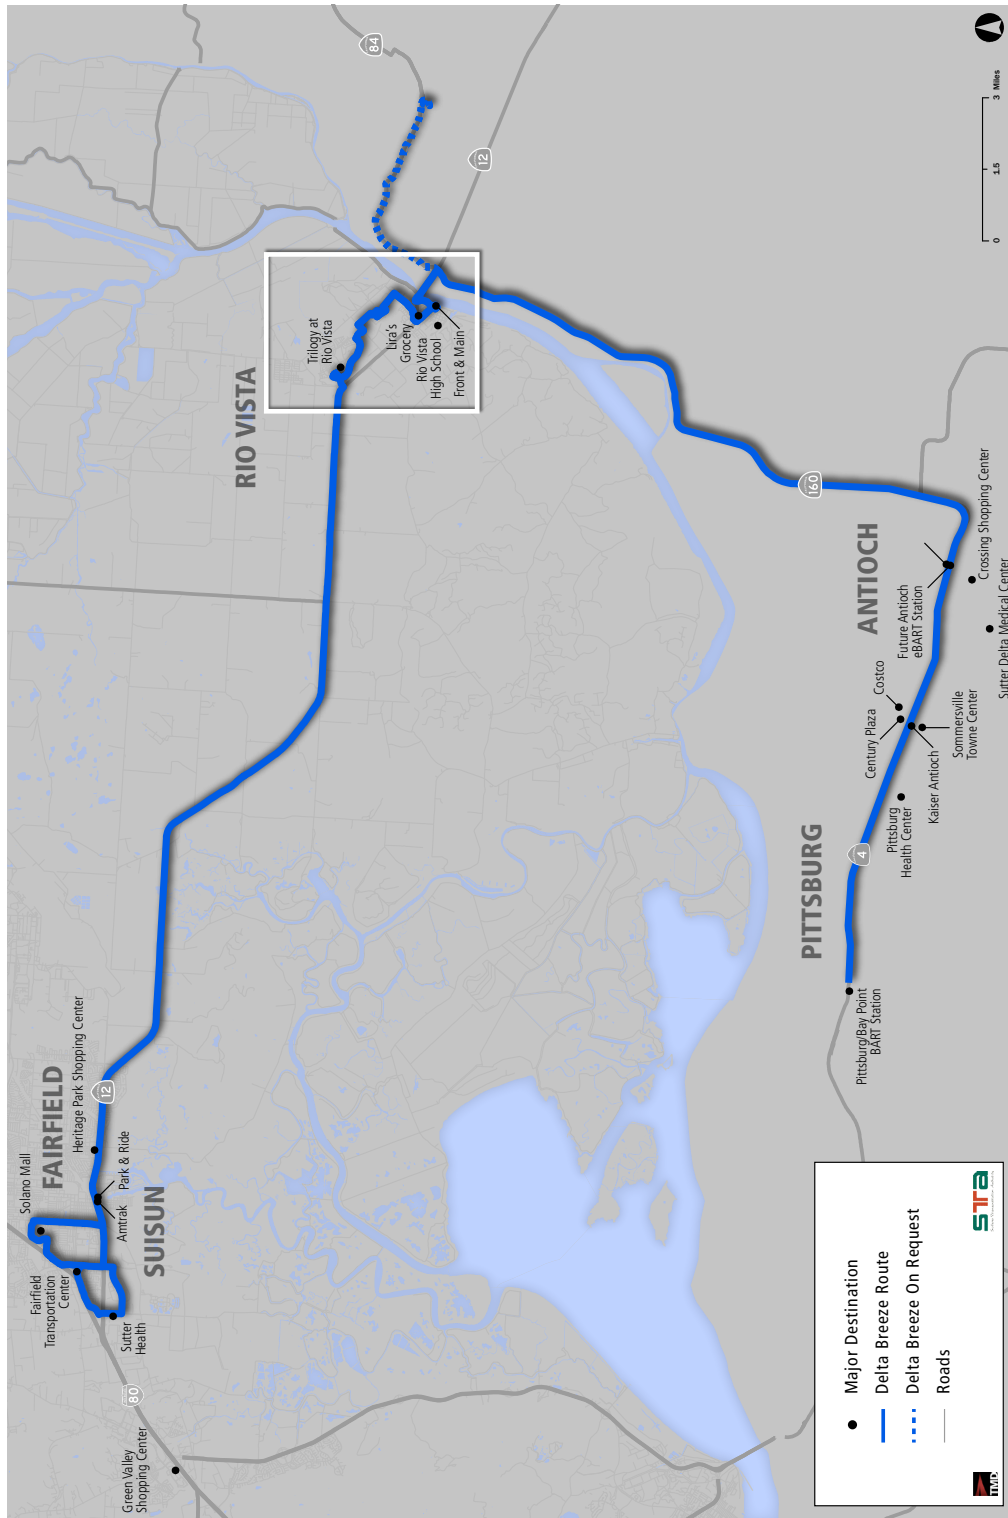 Green Valley
Shopping Center
80
Fairfield
Transportation
Center
Sutter
Health
Solano Mall
FAIRFIELD
SUISUN
Amtrak
Park & Ride
Heritage Park Shopping Center
12
RIO VISTA
Trilogy at
Rio Vista
Lira's
Grocery
Rio Vista
High School
Front & Main
84
12
160
ANTIOCH
Future Antioch
eBART Station
Crossing Shopping Center
Sutter Delta Medical Center
Costco
Century Plaza
Sommersville
Towne Center
Kaiser Antioch
Pittsburg
Health Center
PITTSBURG
4
Pittsburg/Bay Point
BART Station
0
1.5
3
Miles
Major Destination
Delta Breeze Route
Delta Breeze On Request
Roads
TMD
STA